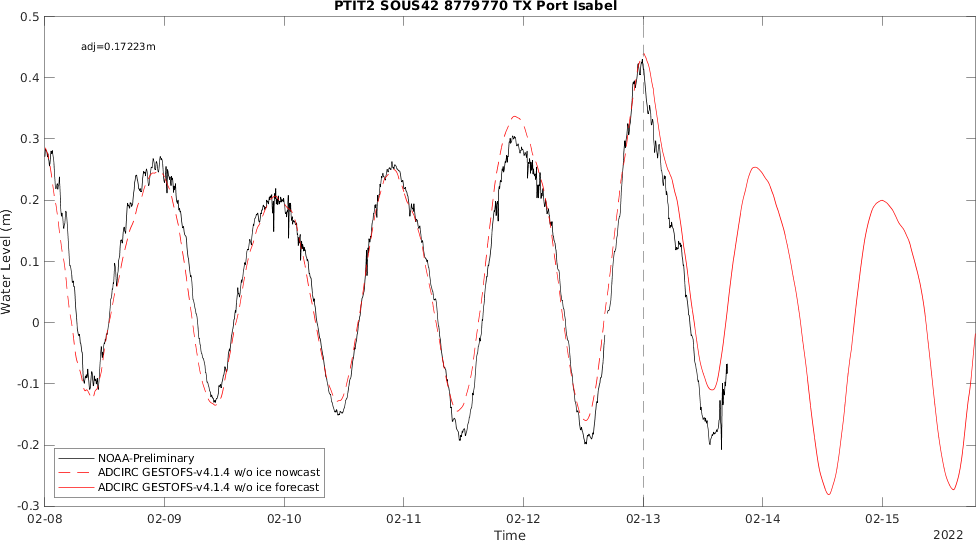 PTIT2 SOUS42 8779770 TX Port Isabel
adj=0.17223m
0.5
0.4
0.3
0.2
0.1
0
-0.1
-0.2
-0.3
Water Level (m)
NOAA-Preliminary
ADCIRC GESTOFS-v4.1.4 w/o ice nowcast
ADCIRC GESTOFS-v4.1.4 w/o ice forecast
02-08 02-09 02-10 02-11 02-12 02-13 02-14 02-15
Time
2022